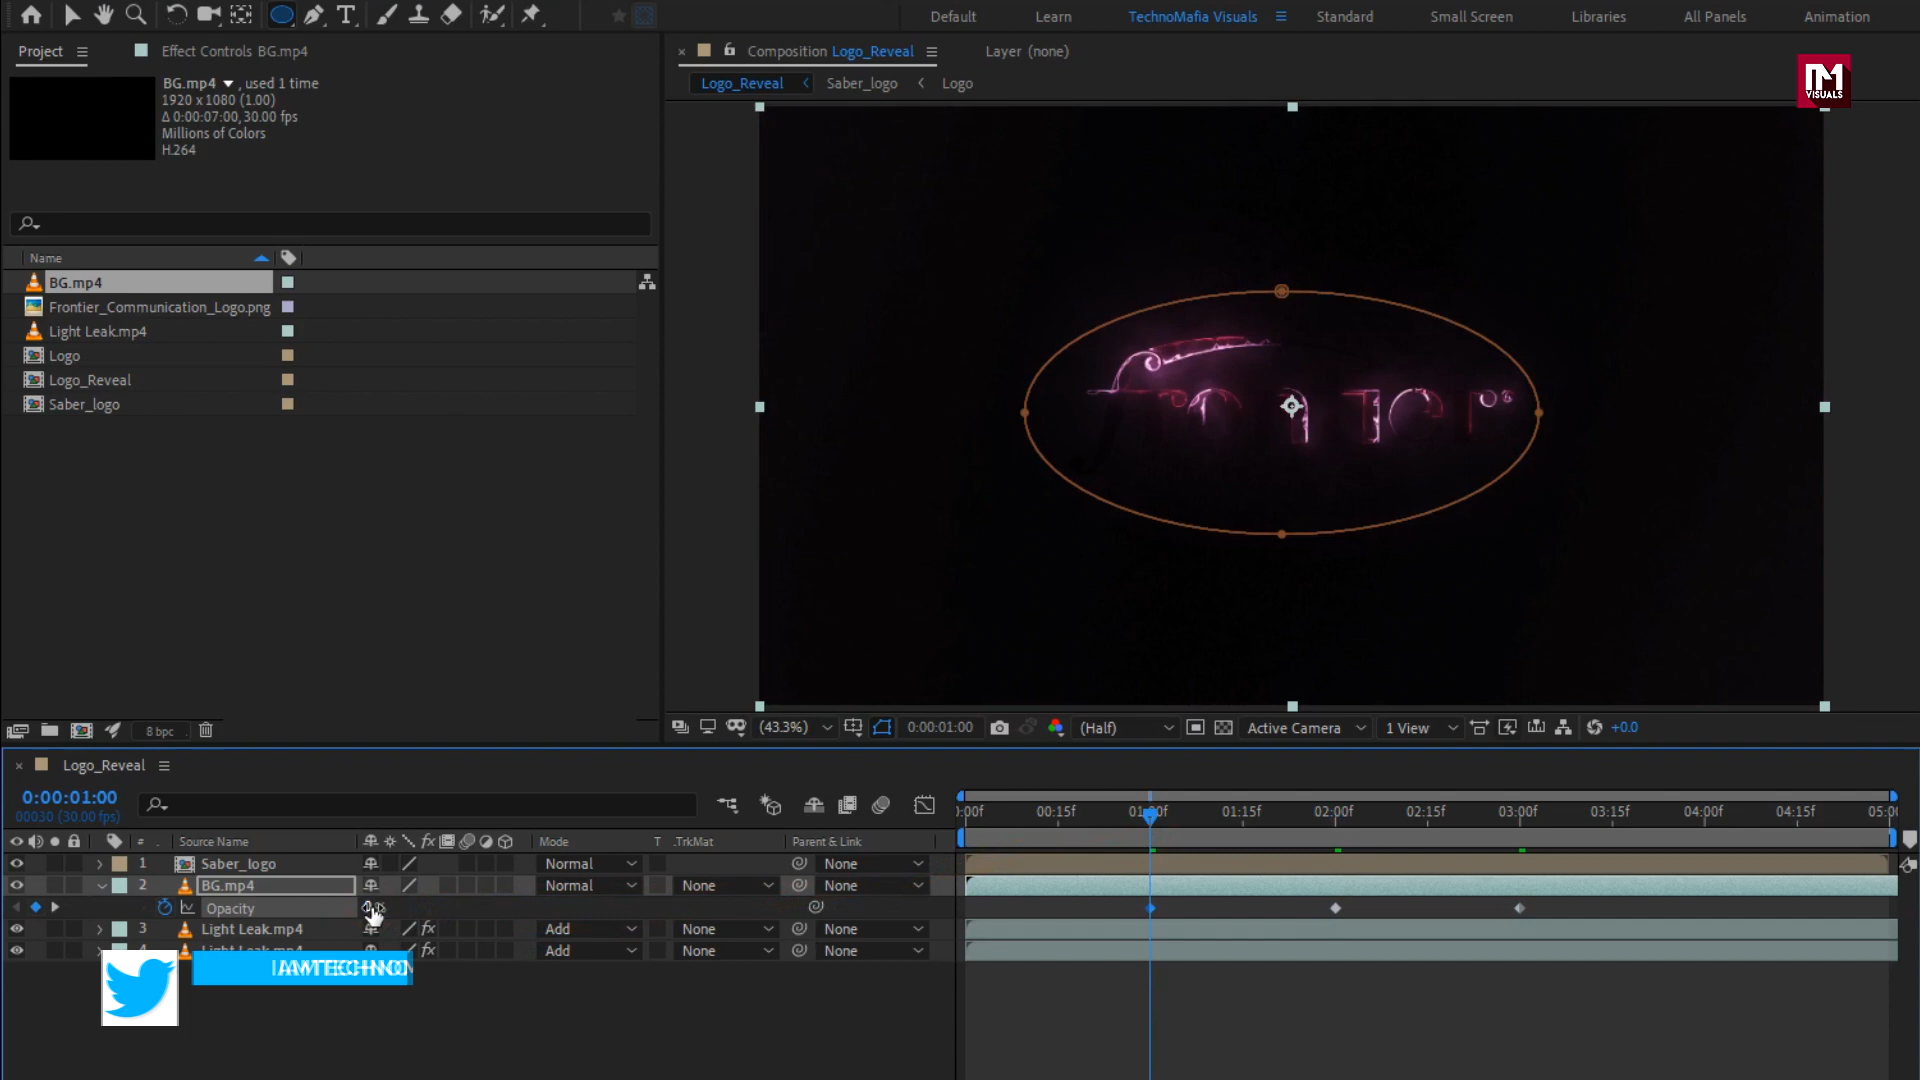 Default
Learn
TechnoMafia Visuals
Standard
Small Screen
Libraries
All Panels
Animation
Project
Effect Controls BG.mp4
Composition Logo_Reveal
Layer (none)
BG.mp4 , used 1 time
1920 x 1080 (1.00)
Δ 0:00:07:00, 30.00 fps
Millions of Colors
H.264
Logo_Reveal
Saber_logo
Logo
VISUALS
Name
BG.mp4
Frontier_Communication_Logo.png
Light Leak.mp4
Logo
Logo_Reveal
Saber_logo
8 bpc
(43.3%)
0:00:01:00
(Half)
Active Camera
1 View
+0.0
Logo_Reveal
0:00:01:00
00030 (30.00 fps)
00:15f
01:15f
02:00f
02:15f
03:00f
03:15f
04:00f
04:15f
# Source Name
Mode
T .TrkMat
Parent & Link
1 Saber_logo Normal None
2 BG.mp4 Normal None None
Opacity
3 Light Leak.mp4 Add None None
Light Leak.mp4 Add None None